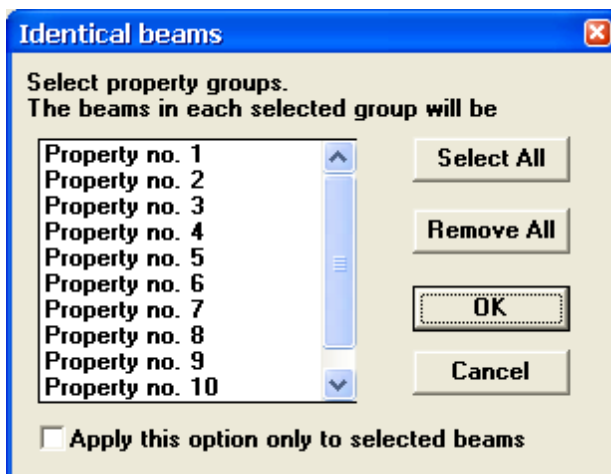 Identical beams
Select property groups.
The beams in each selected group will be
Property no. 1
Property no. 2
Property no. 3
Property no. 4
Property no. 5
Property no. 6
Property no. 7
Property no. 8
Property no. 9
Property no. 10
Select All
Remove All
OK
Cancel
Apply this option only to selected beams